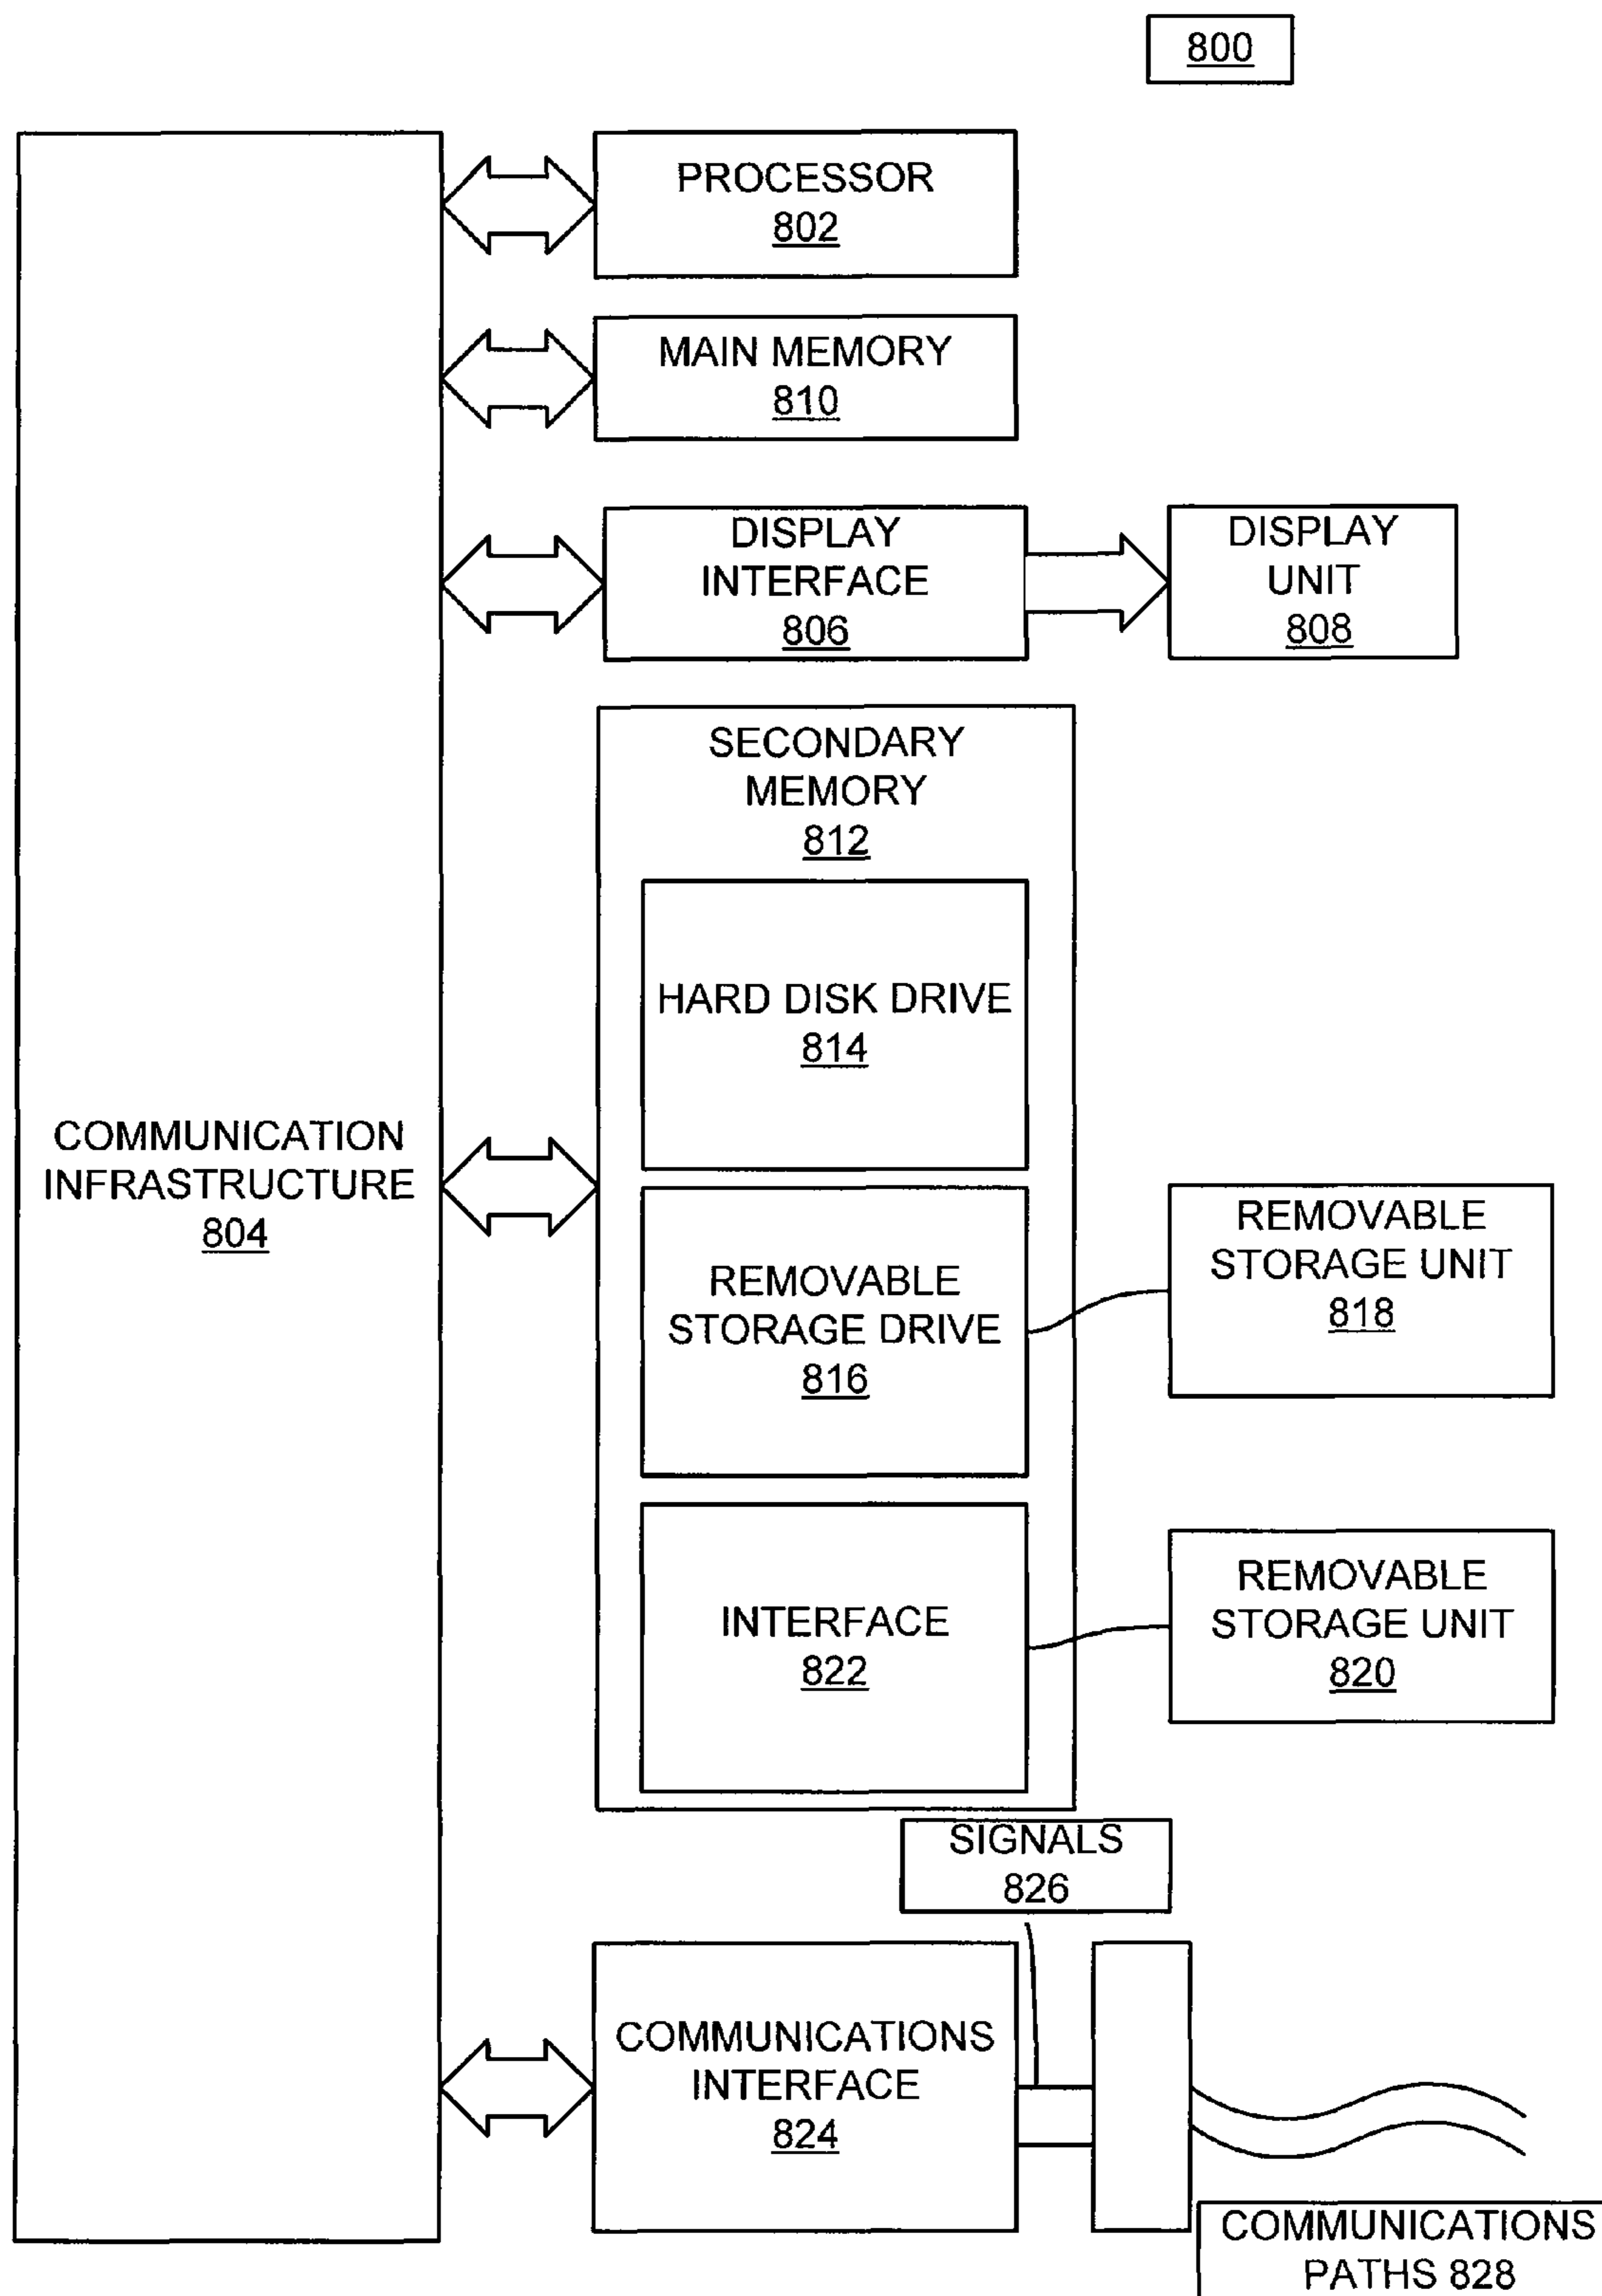 800
PROCESSOR
802
MAIN MEMORY
810
DISPLAY
INTERFACE
806
DISPLAY
UNIT
808
SECONDARY
MEMORY
812
HARD DISK DRIVE
814
COMMUNICATION
INFRASTRUCTURE
804
REMOVABLE
STORAGE DRIVE
816
REMOVABLE
STORAGE UNIT
818
INTERFACE
822
REMOVABLE
STORAGE UNIT
820
SIGNALS
826
COMMUNICATIONS
INTERFACE
824
COMMUNICATIONS
PATHS 828